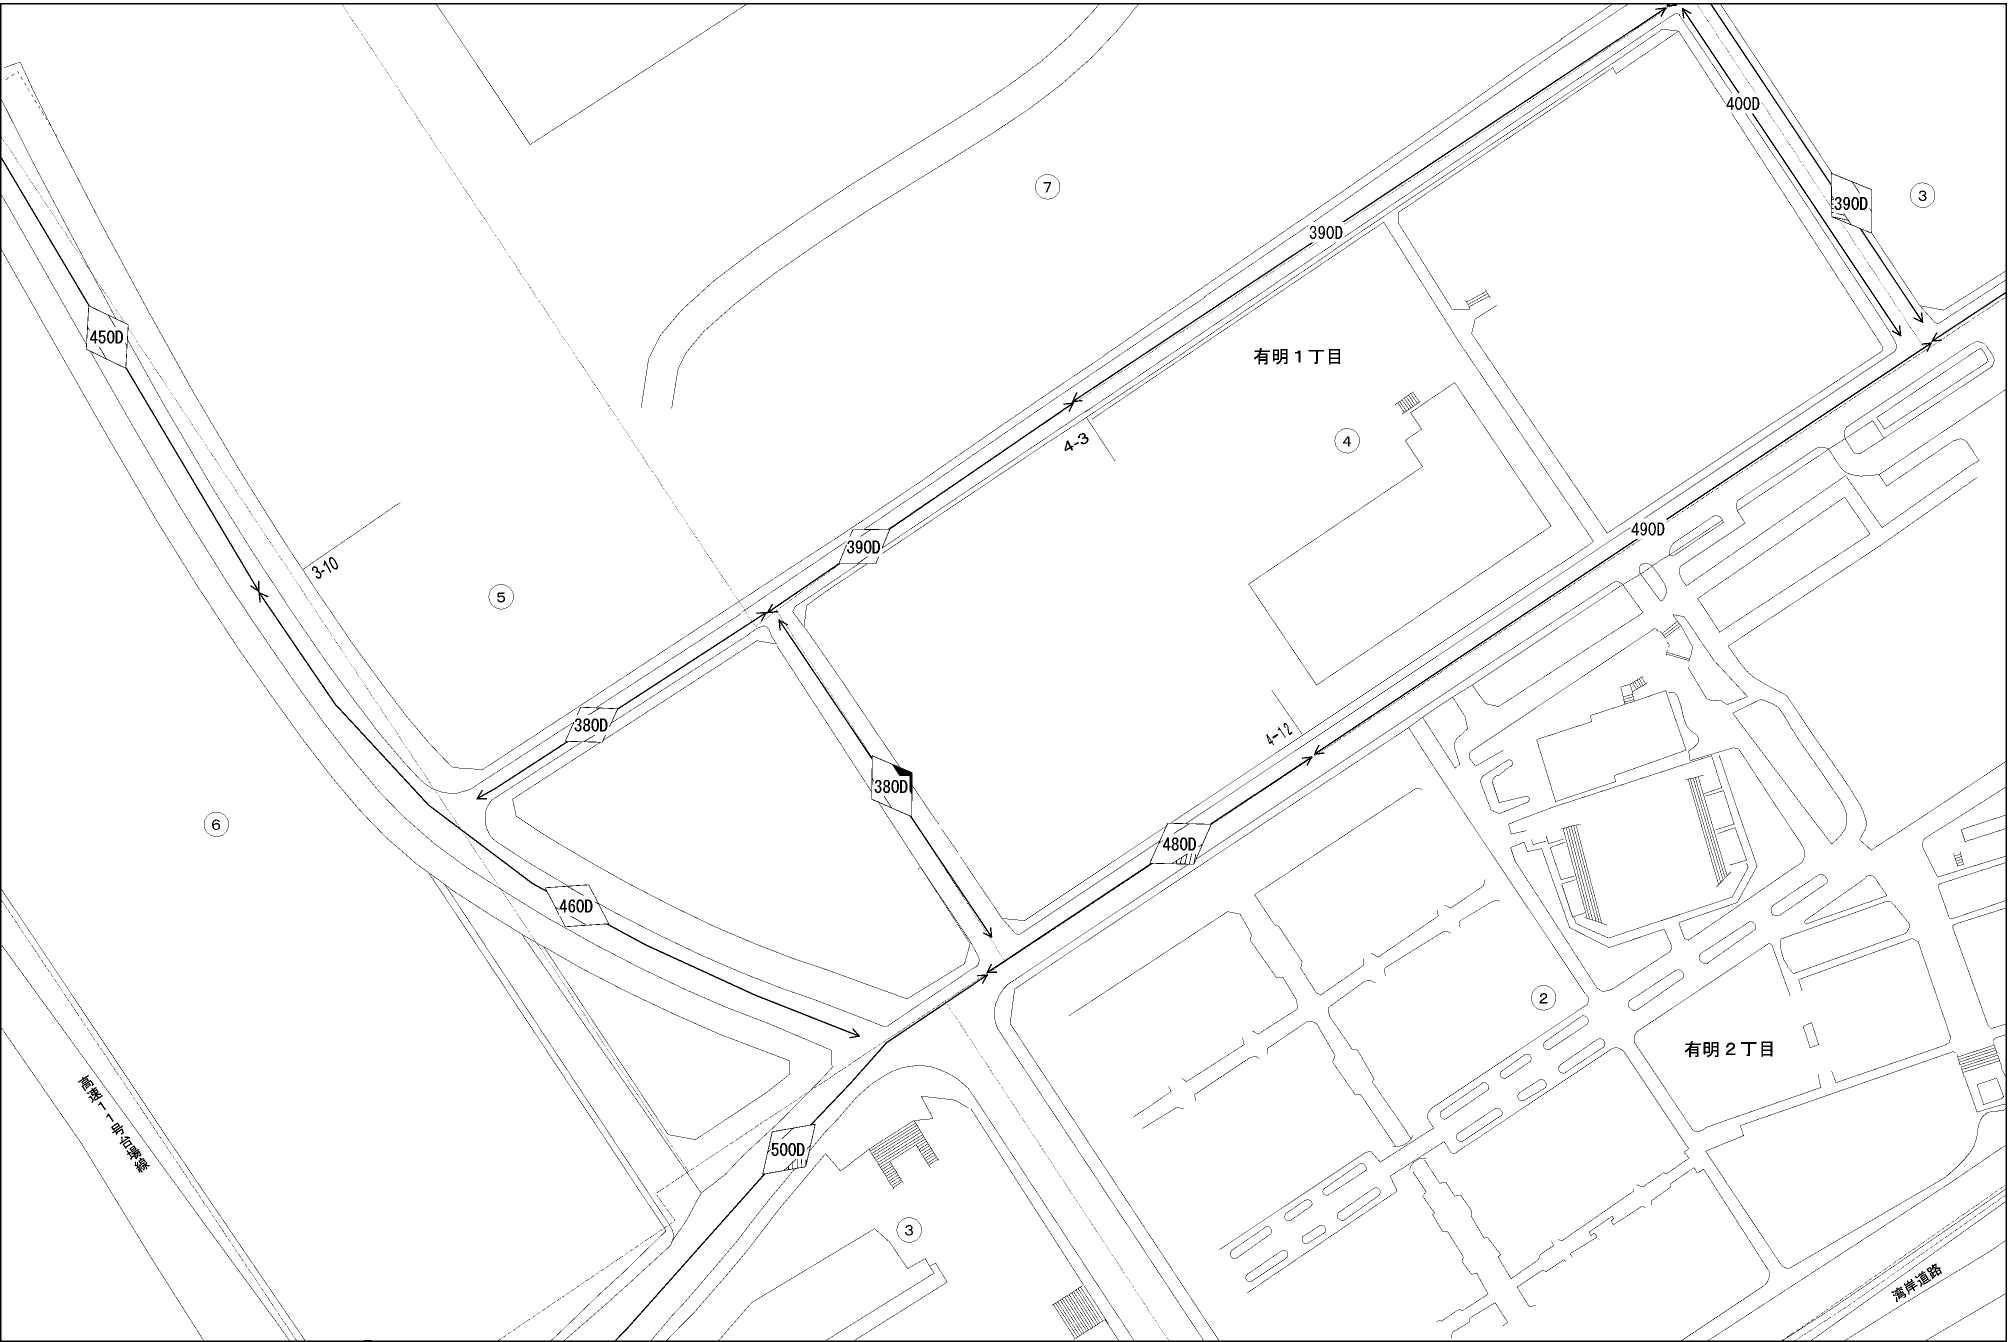 400D
⑦
③
390D
390D
450D
有明1丁目
④
4-3
490D
390D
3-10
⑤
380D
4-12
380D
480D
⑥
460D
②
有明2丁目
高速11号台場線
500D
③
湾岸道路